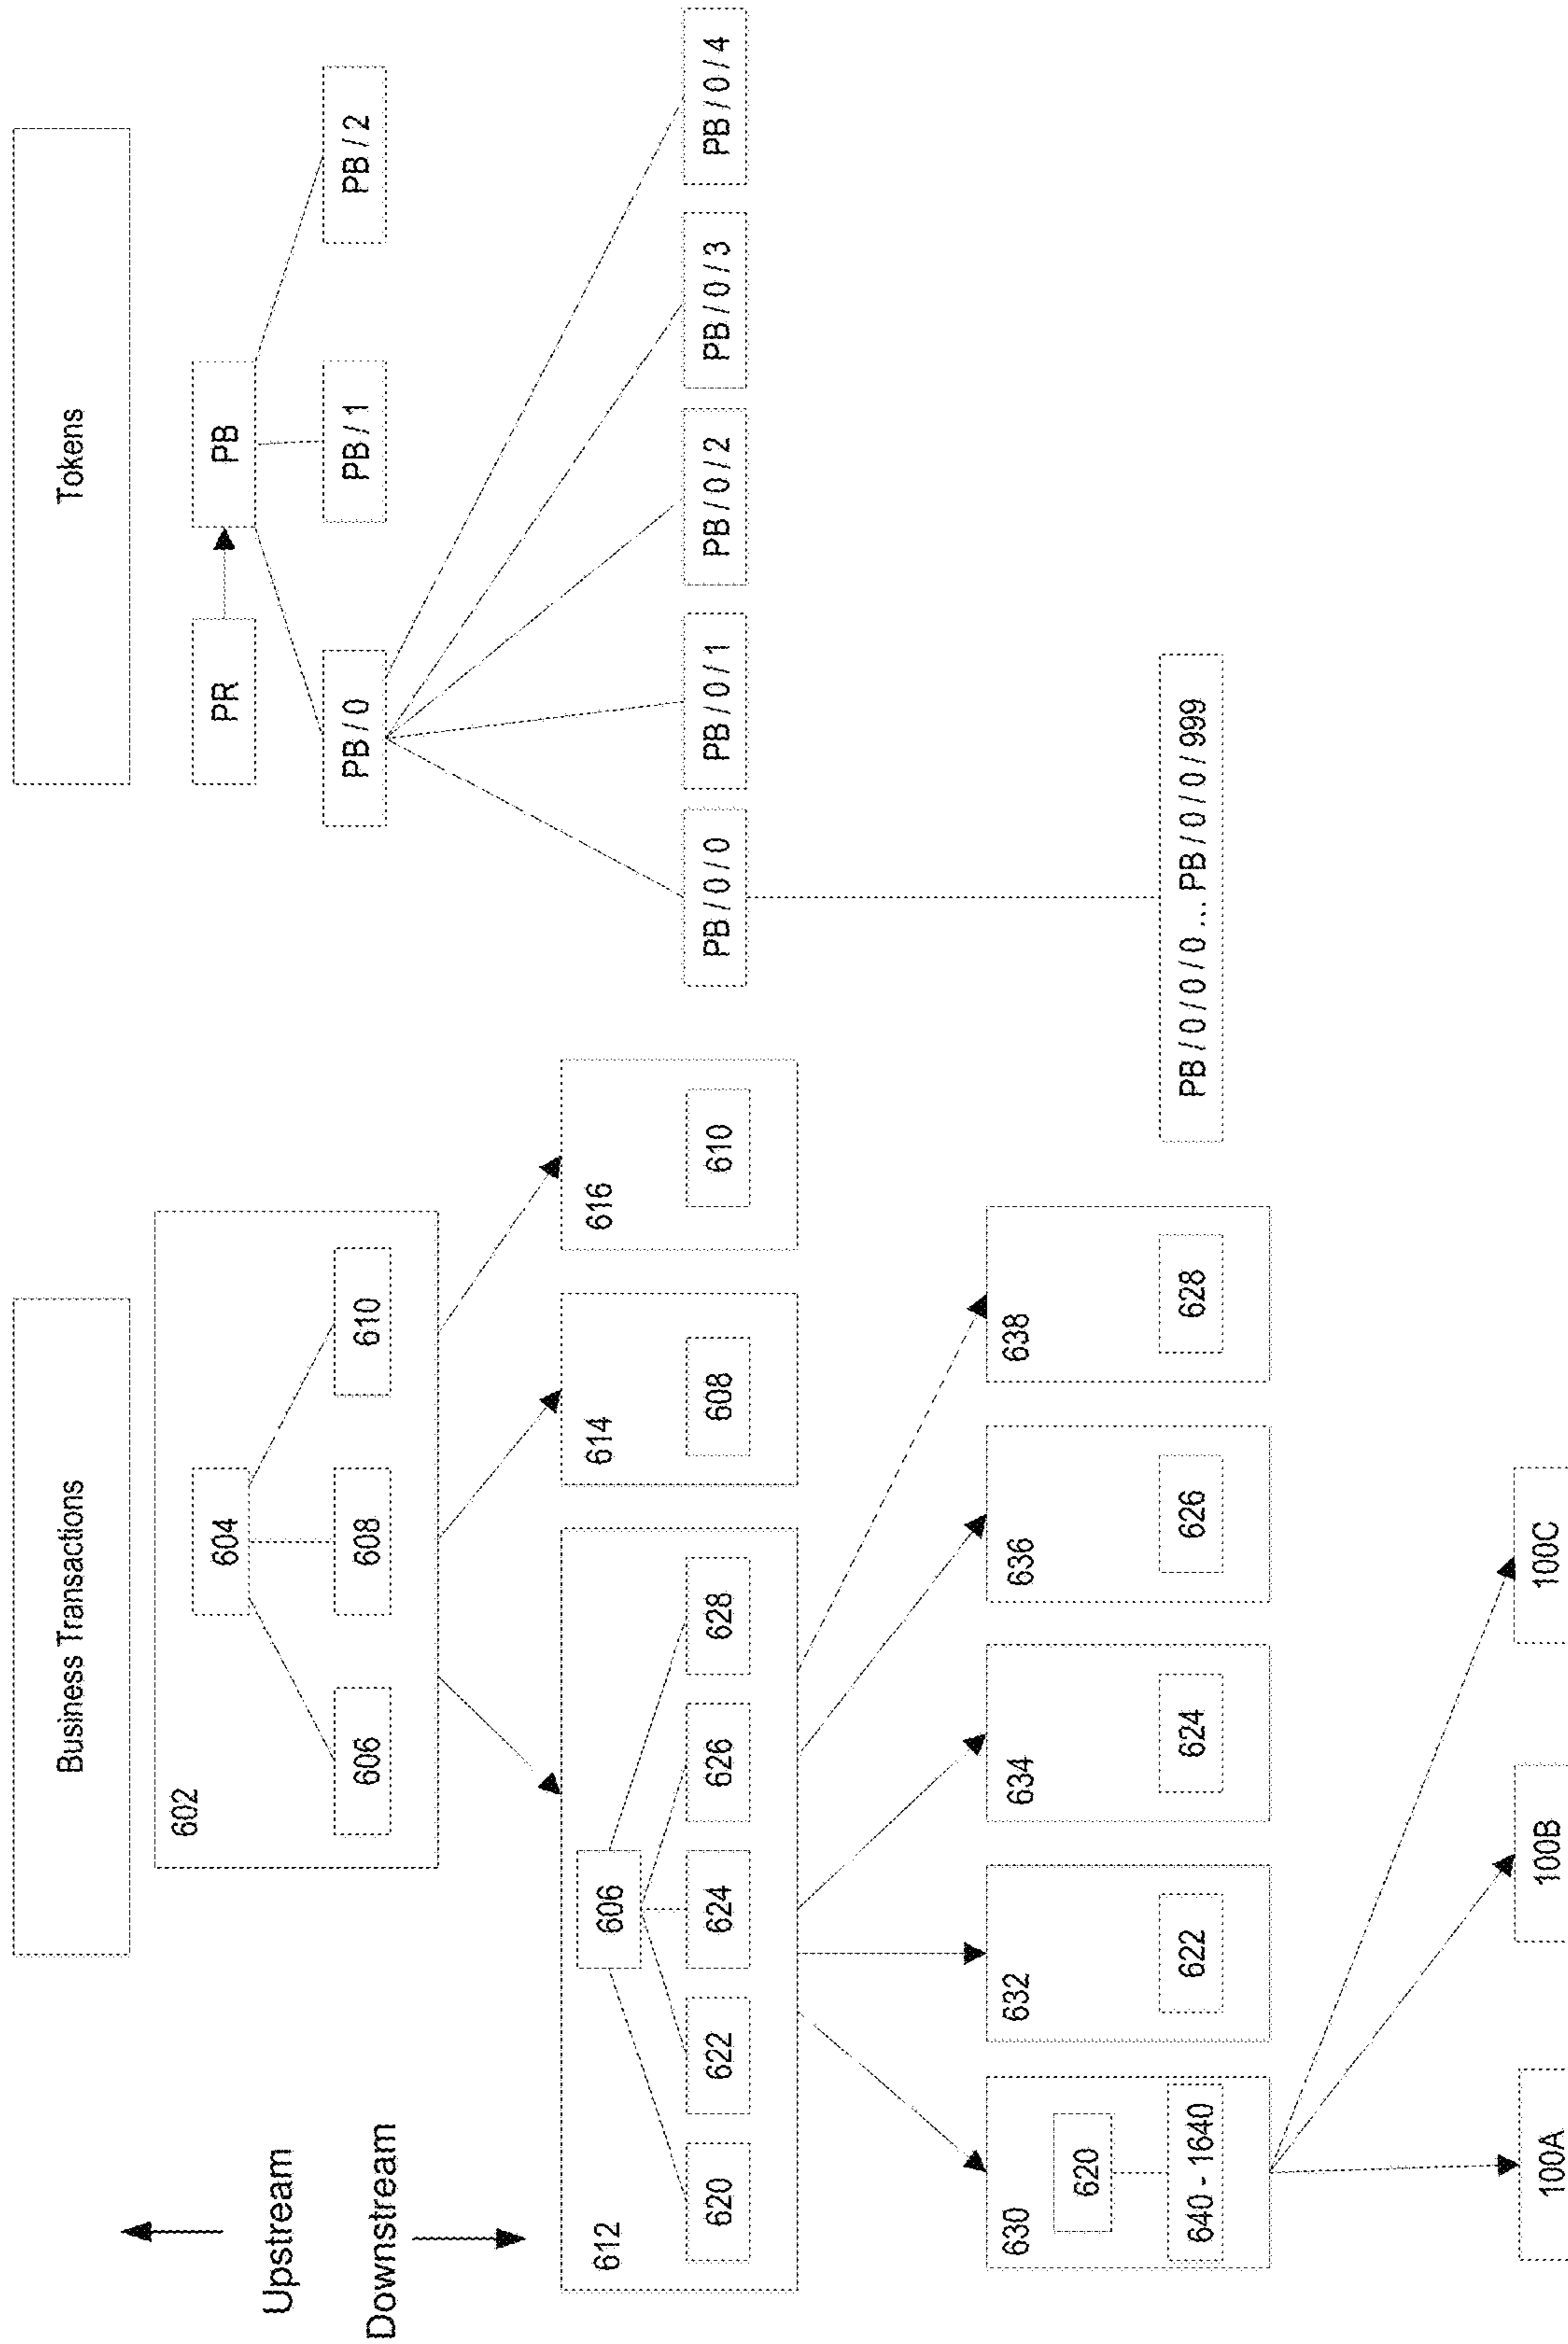 Business Transactions
Tokens
Upstream
Downstream
602
604
606
608
610
PR
PB
PB / 0
PB / 1
PB / 2
612
606
620
622
624
626
628
614
608
616
610
PB / 0 / 0
PB / 0 / 1
PB / 0 / 2
PB / 0 / 3
PB / 0 / 4
630
620
640 - 1640
632
622
634
624
636
626
638
628
PB / 0 / 0 / 0 ... PB / 0 / 0 / 999
100A
100B
100C